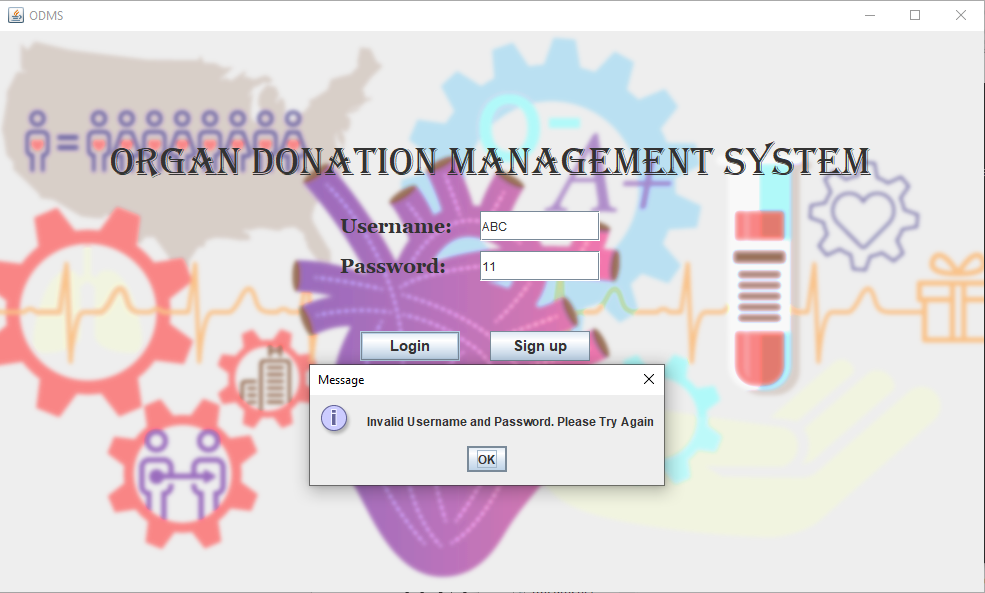 ODMS
ORGAN DONATION MANAGEMENT SYSTEM
A+
Username: ABC
Password: 11
Login Sign up
Message
Invalid Username and Password. Please Try Again
OK